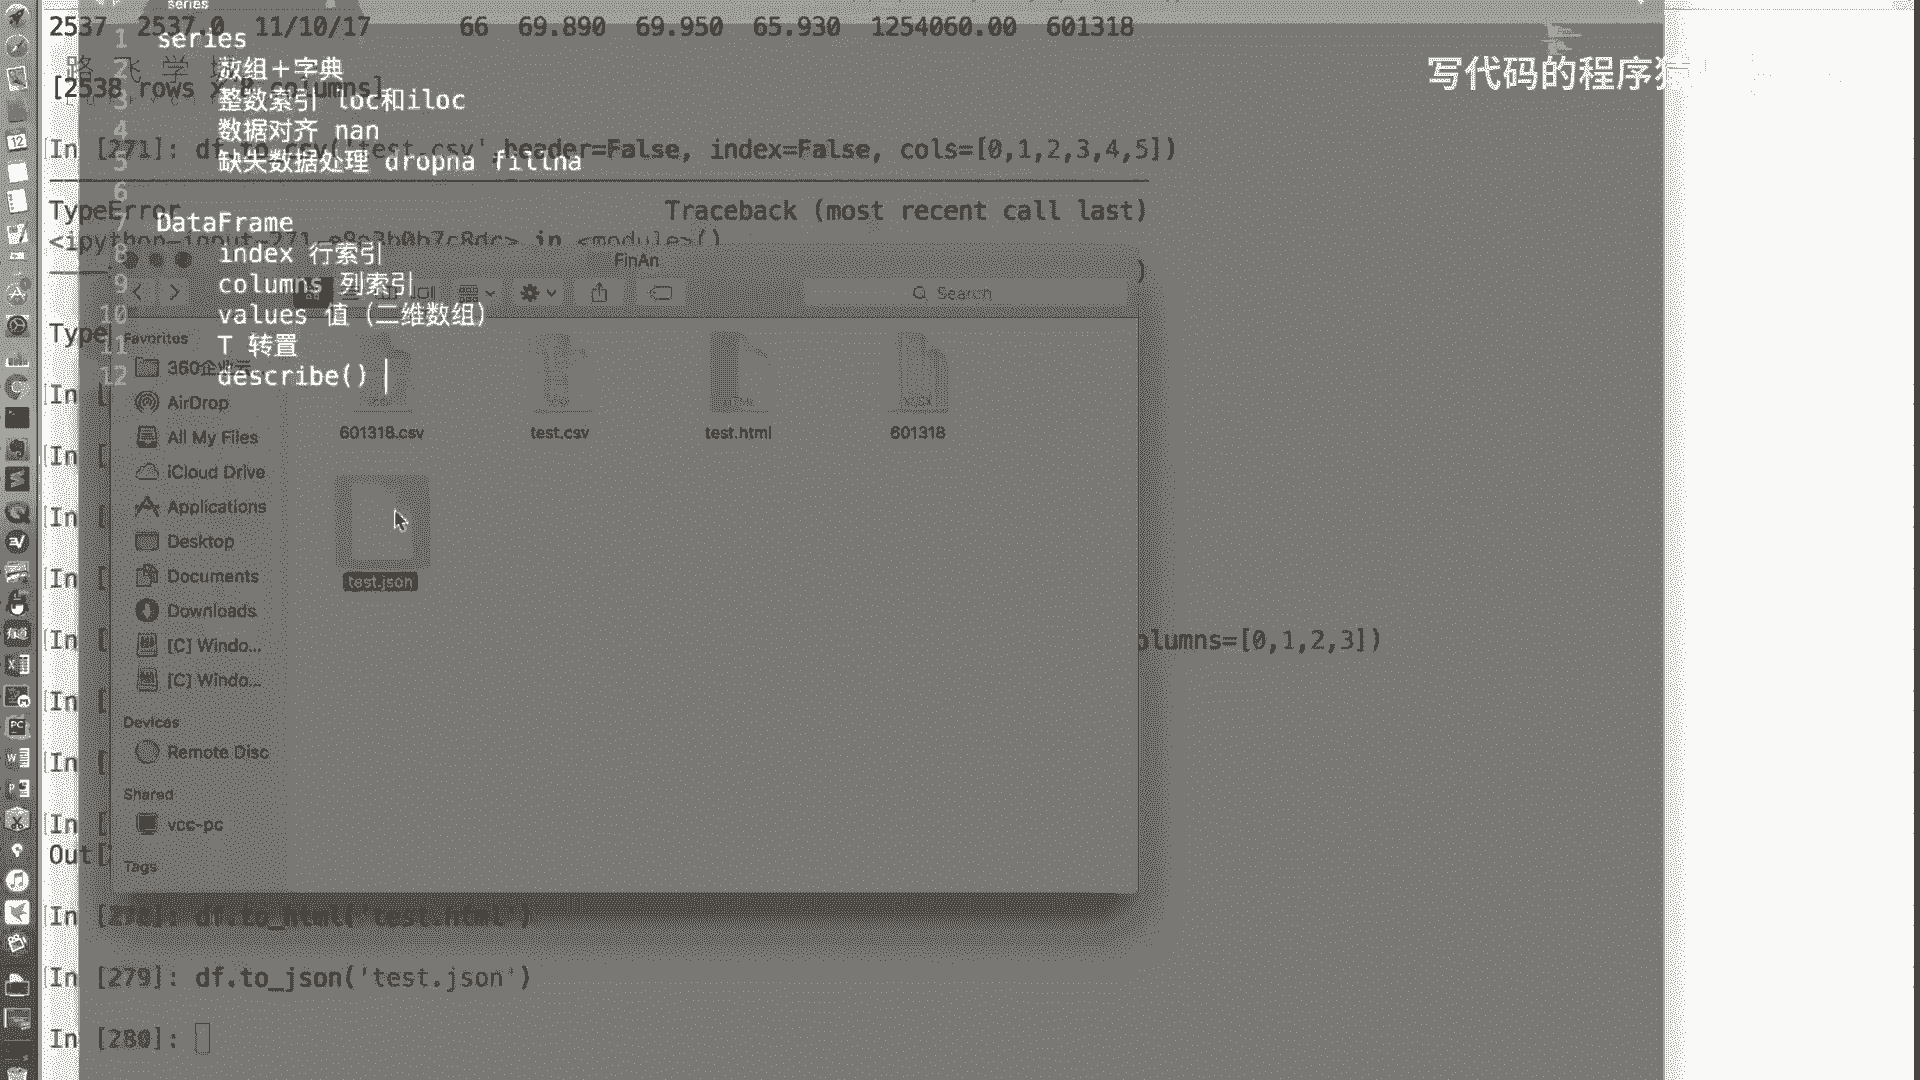 series
2537 2537.0 11/10/17 66 69.890 69.950 65.930 1254060.00 601318
1 series
路飞学
写代码的程序猿
2 数组+字典
[2538 rows x columns]
3 整数索引 loc和iloc
4 数据对齐 nan
In [271]: df.to_csv('test.csv',header=False, index=False, cols=[0,1,2,3,4,5])
5 缺失数据处理 dropna fillna
6
TypeError Traceback (most recent call last)
7 DataFrame
<ipython-input-271-e9a3b0b7c8dc> in <module>()
8 index 行索引
FinAn
9 columns 列索引
)
Search
10 values 值（二维数组）
Type
Favorites
11 T 转置
360企业云
12 describe()
In [
AirDrop
601318.csv test.csv test.html 601318
All My Files
In [
iCloud Drive
Applications
In [
Desktop
Documents
In [
test.json
Downloads
In [ olumns=[0,1,2,3])
[C] Windo...
[C] Windo...
In [
Devices
Remote Disc
In [
Shared
vcc-pc
In [
Out[
Tags
In [278]: df.to_html('test.html')
In [279]: df.to_json('test.json')
In [280]: